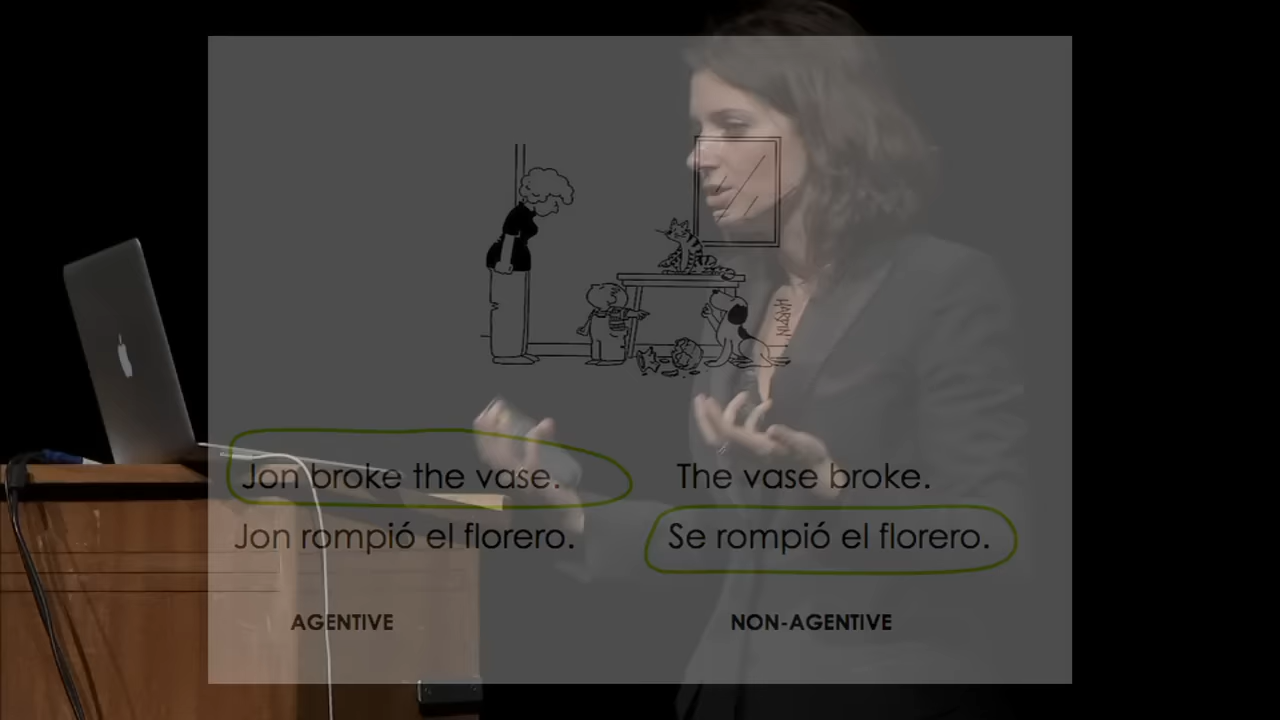 Jon broke the vase.
The vase broke.
Jon rompió el florero.
Se rompió el florero.
AGENTIVE
NON-AGENTIVE